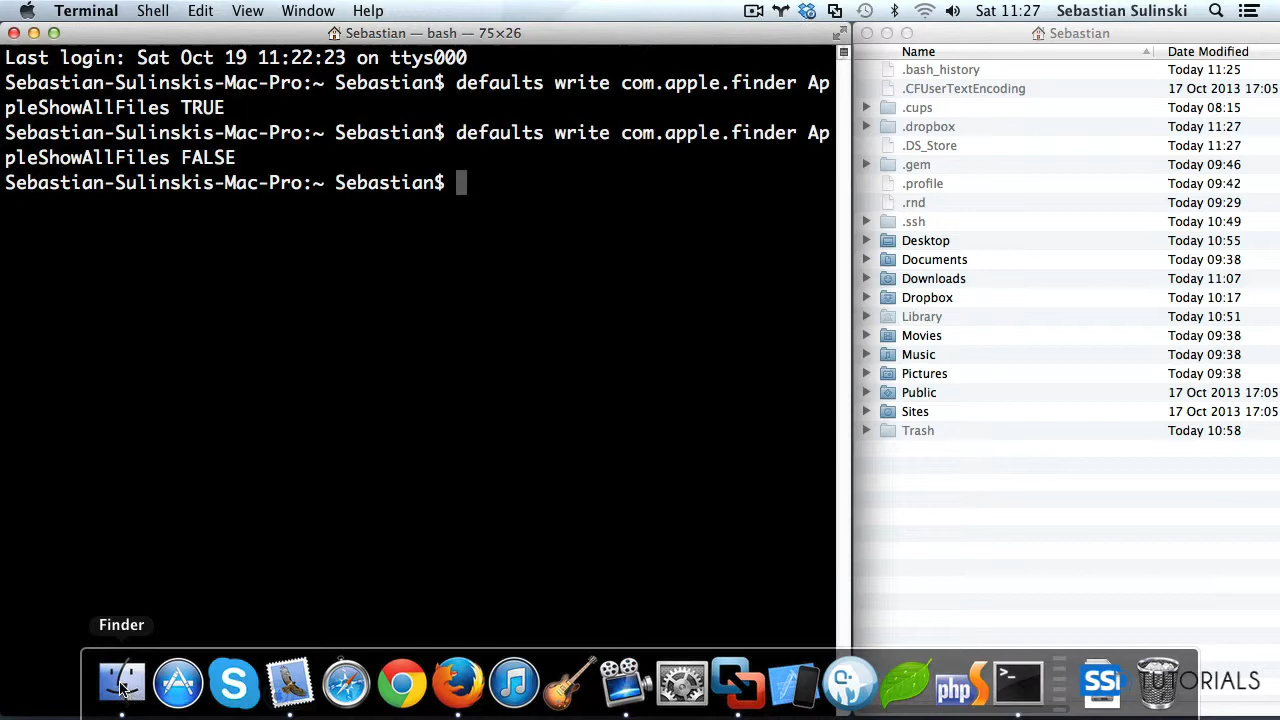 Terminal Shell Edit View Window Help Sat 11:27 Sebastian Sulinski
Sebastian — bash — 75×26
Last login: Sat Oct 19 11:22:23 on ttys000
Sebastian-Sulinskis-Mac-Pro:~ Sebastian$ defaults write com.apple.finder Ap
pleShowAllFiles TRUE
Sebastian-Sulinskis-Mac-Pro:~ Sebastian$ defaults write com.apple.finder Ap
pleShowAllFiles FALSE
Sebastian-Sulinskis-Mac-Pro:~ Sebastian$
Sebastian
Name Date Modified
.bash_history Today 11:25
.CFUserTextEncoding 17 Oct 2013 17:05
.cups Today 08:15
.dropbox Today 11:27
.DS_Store Today 11:27
.gem Today 09:46
.profile Today 09:42
.rnd Today 09:29
.ssh Today 10:49
Desktop Today 10:55
Documents Today 09:38
Downloads Today 11:07
Dropbox Today 10:17
Library Today 10:51
Movies Today 09:38
Music Today 09:38
Pictures Today 09:38
Public 17 Oct 2013 17:05
Sites 17 Oct 2013 17:05
Trash Today 10:58
Finder
php
SSi TUTORIALS